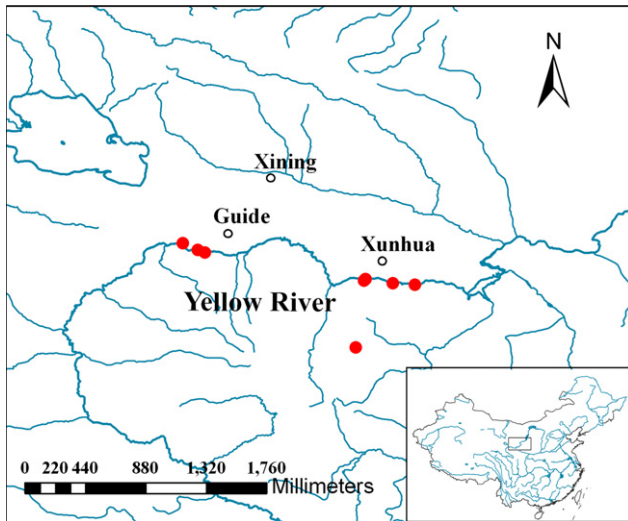 N
Xining
Guide
Xunhua
Yellow River
0 220 440 880 1,320 1,760
Millimeters